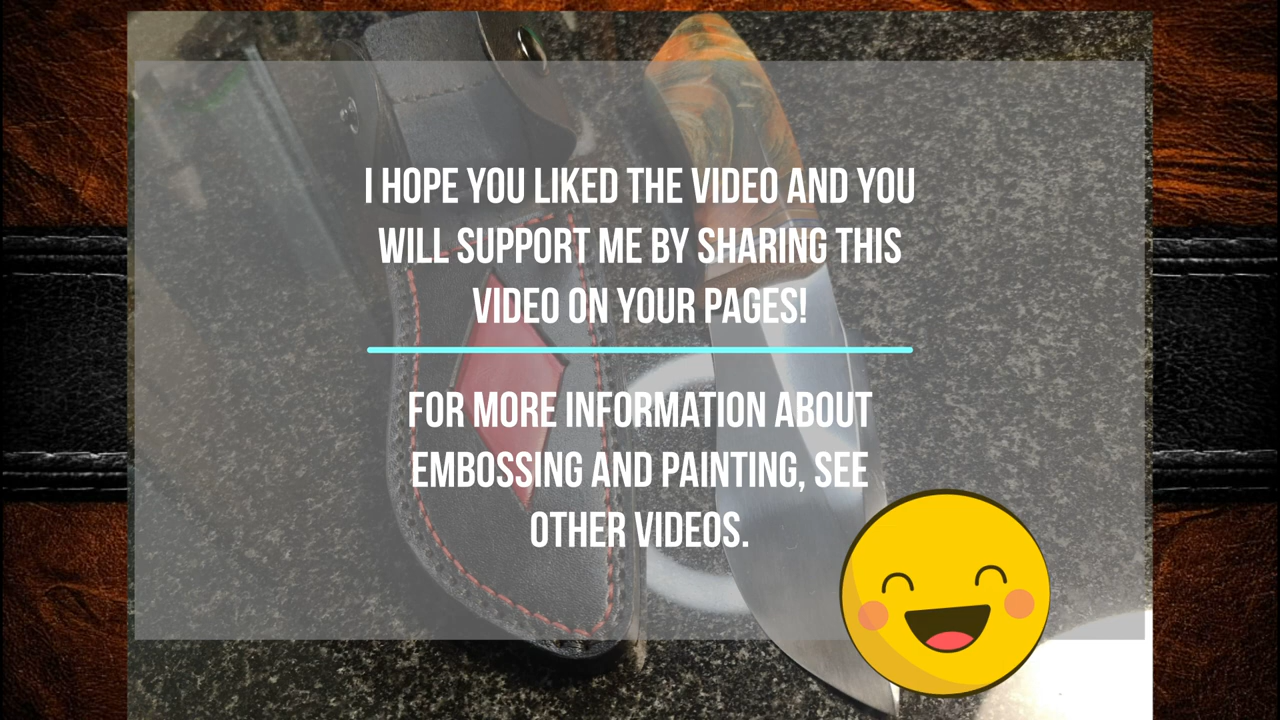 I HOPE YOU LIKED THE VIDEO AND YOU
WILL SUPPORT ME BY SHARING THIS
VIDEO ON YOUR PAGES!
FOR MORE INFORMATION ABOUT
EMBOSSING AND PAINTING, SEE
OTHER VIDEOS.